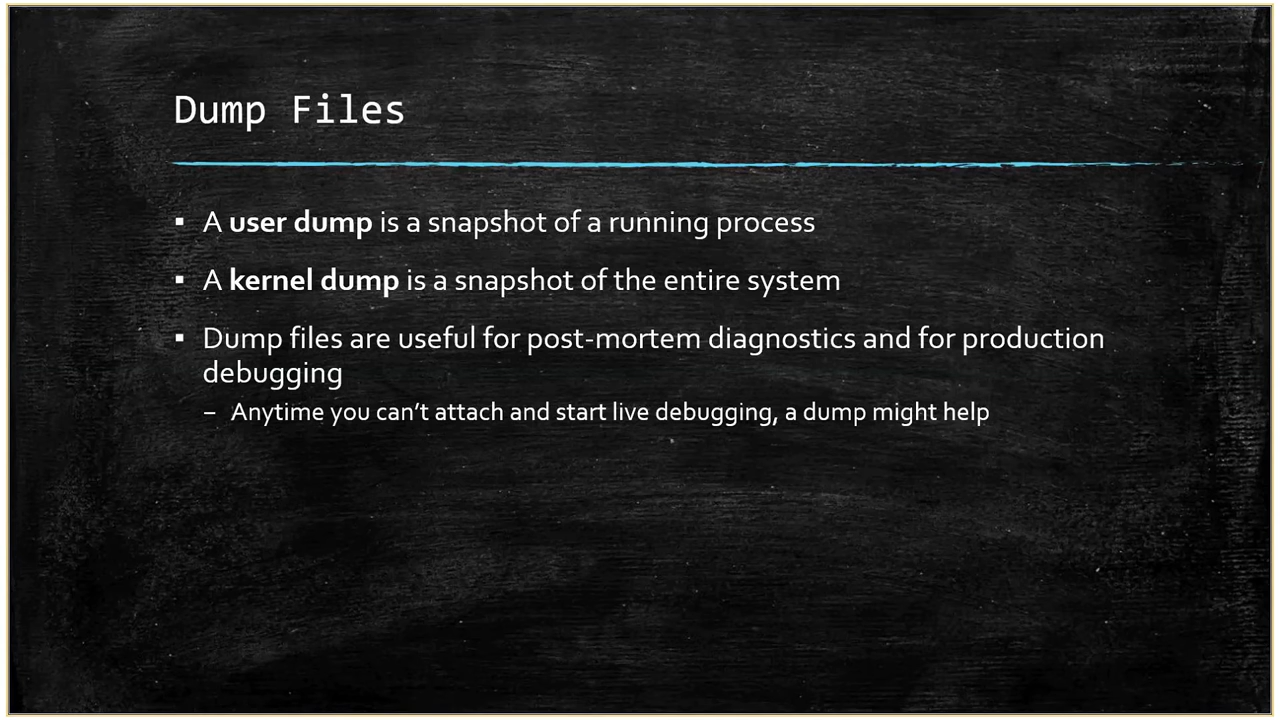 Dump Files
▪ A user dump is a snapshot of a running process
▪ A kernel dump is a snapshot of the entire system
▪ Dump files are useful for post-mortem diagnostics and for production
debugging
– Anytime you can’t attach and start live debugging, a dump might help